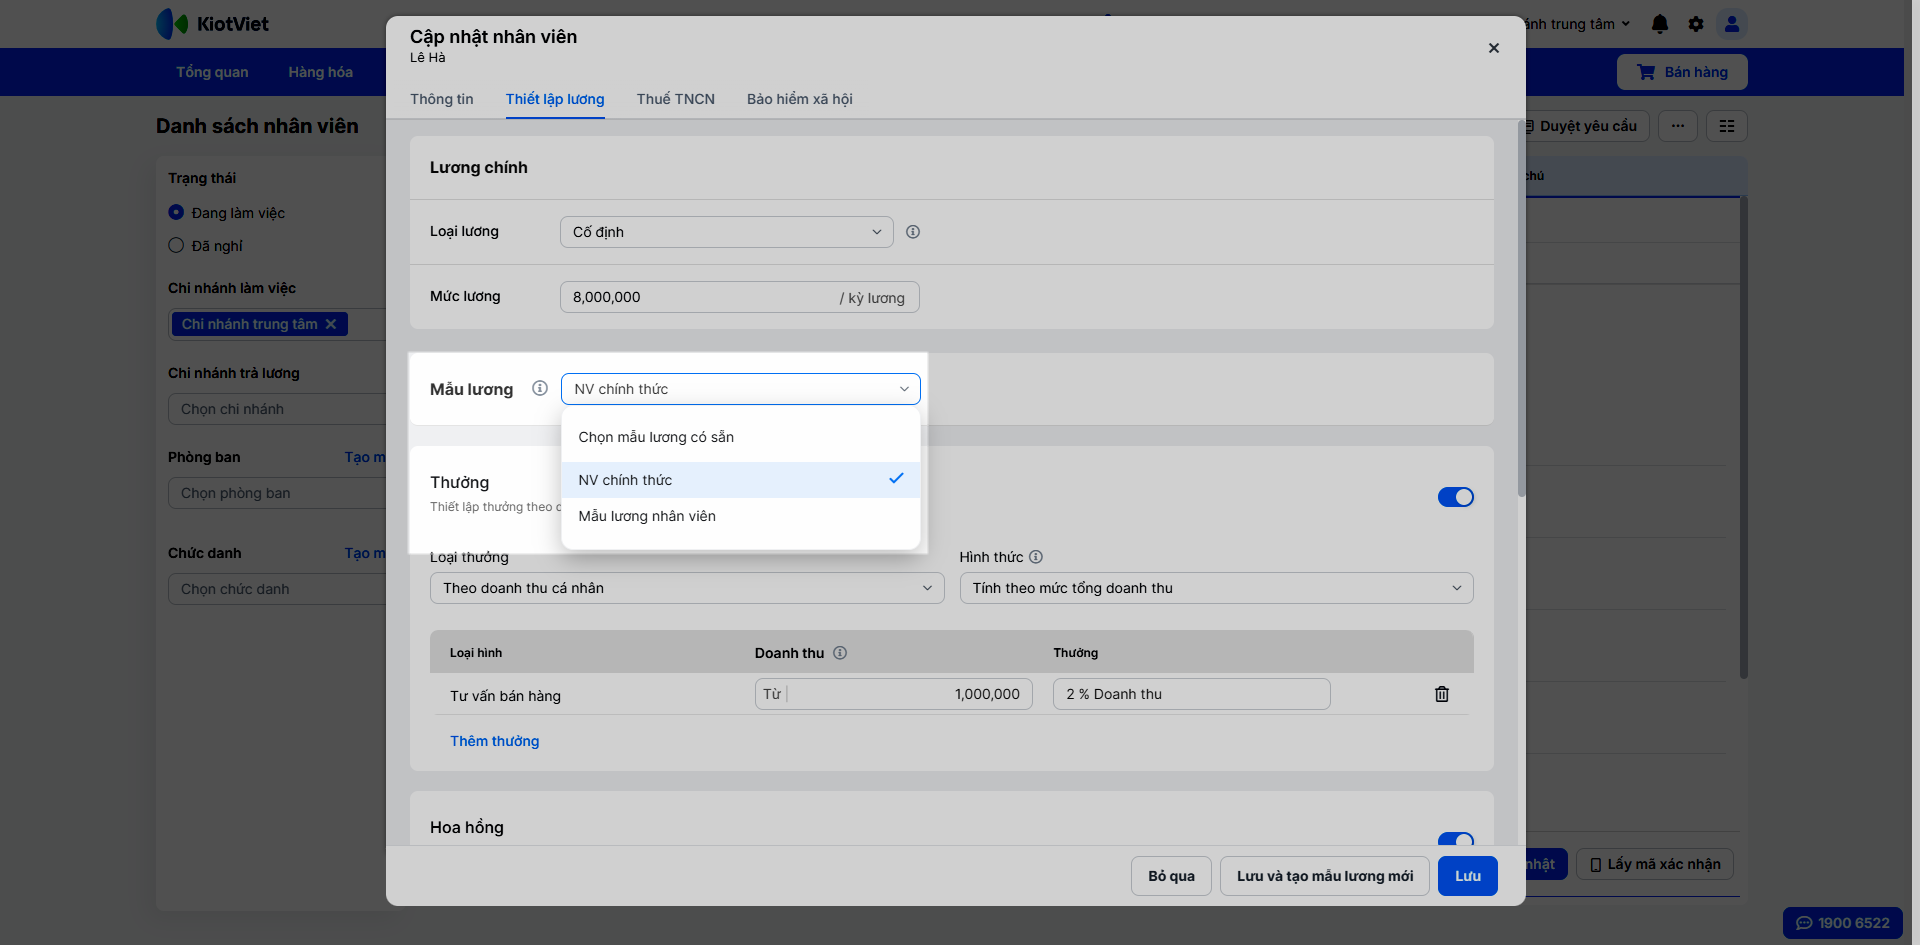 KiotViet
ánh trung tâm
Tổng quan
Hàng hóa
Bán hàng
Danh sách nhân viên
Duyệt yêu cầu
Trạng thái
Đang làm việc
Đã nghỉ
Chi nhánh làm việc
Chi nhánh trung tâm
Chi nhánh trả lương
Chọn chi nhánh
Phòng ban
Tạo m
Chọn phòng ban
Chức danh
Tạo m
Chọn chức danh
chú
Cập nhật nhân viên
Lê Hà
Thông tin
Thiết lập lương
Thuế TNCN
Bảo hiểm xã hội
Lương chính
Loại lương
Cố định
Mức lương
8,000,000
/ kỳ lương
Mẫu lương
NV chính thức
Chọn mẫu lương có sẵn
NV chính thức
Mẫu lương nhân viên
Thưởng
Thiết lập thưởng theo
Loại thưởng
Theo doanh thu cá nhân
Hình thức
Tính theo mức tổng doanh thu
Loại hình
Doanh thu
Thưởng
Tư vấn bán hàng
Từ
1,000,000
2 % Doanh thu
Thêm thưởng
Hoa hồng
Bỏ qua
Lưu và tạo mẫu lương mới
Lưu
nhật
Lấy mã xác nhận
1900 6522